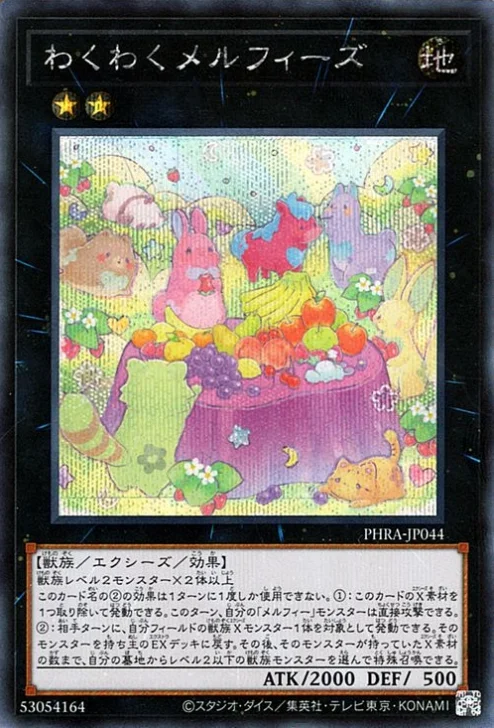 わくわくメルフィーズ
地
PHRA-JP044
【獣族/エクシーズ/効果】
獣族レベル2モンスター×2体以上
このカード名の②の効果は1ターンに1度しか使用できない。①:このカードのX素材を
1つ取り除いて発動できる。このターン、自分の「メルフィー」モンスターは直接攻撃できる。
②:相手ターンに、自分フィールドの獣族Xモンスター1体を対象として発動できる。その
モンスターを持ち主のEXデッキに戻す。その後、そのモンスターが持っていたX素材
の数まで、自分の墓地からレベル2以下の獣族モンスターを選んで特殊召喚できる。
ATK/2000 DEF/ 500
53054164
©スタジオ・ダイス/集英社・テレビ東京・KONAMI